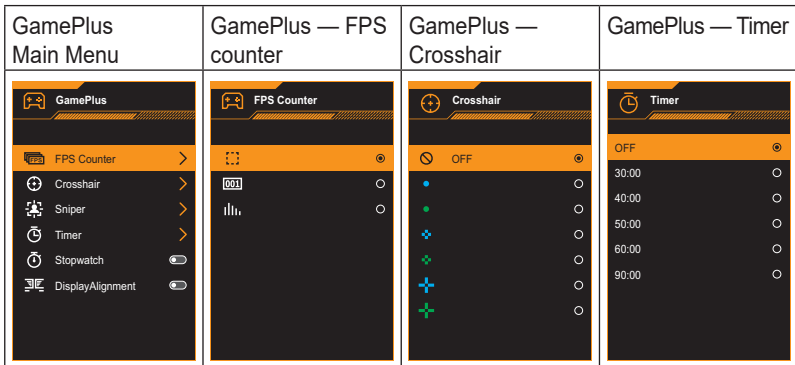 GamePlus
Main Menu
GamePlus — FPS
counter
GamePlus —
Crosshair
GamePlus — Timer
GamePlus
FPS
FPS Counter
Crosshair
Sniper
Timer
Stopwatch
DisplayAlignment
FPS Counter
001
Crosshair
OFF
Timer
OFF
30:00
40:00
50:00
60:00
90:00